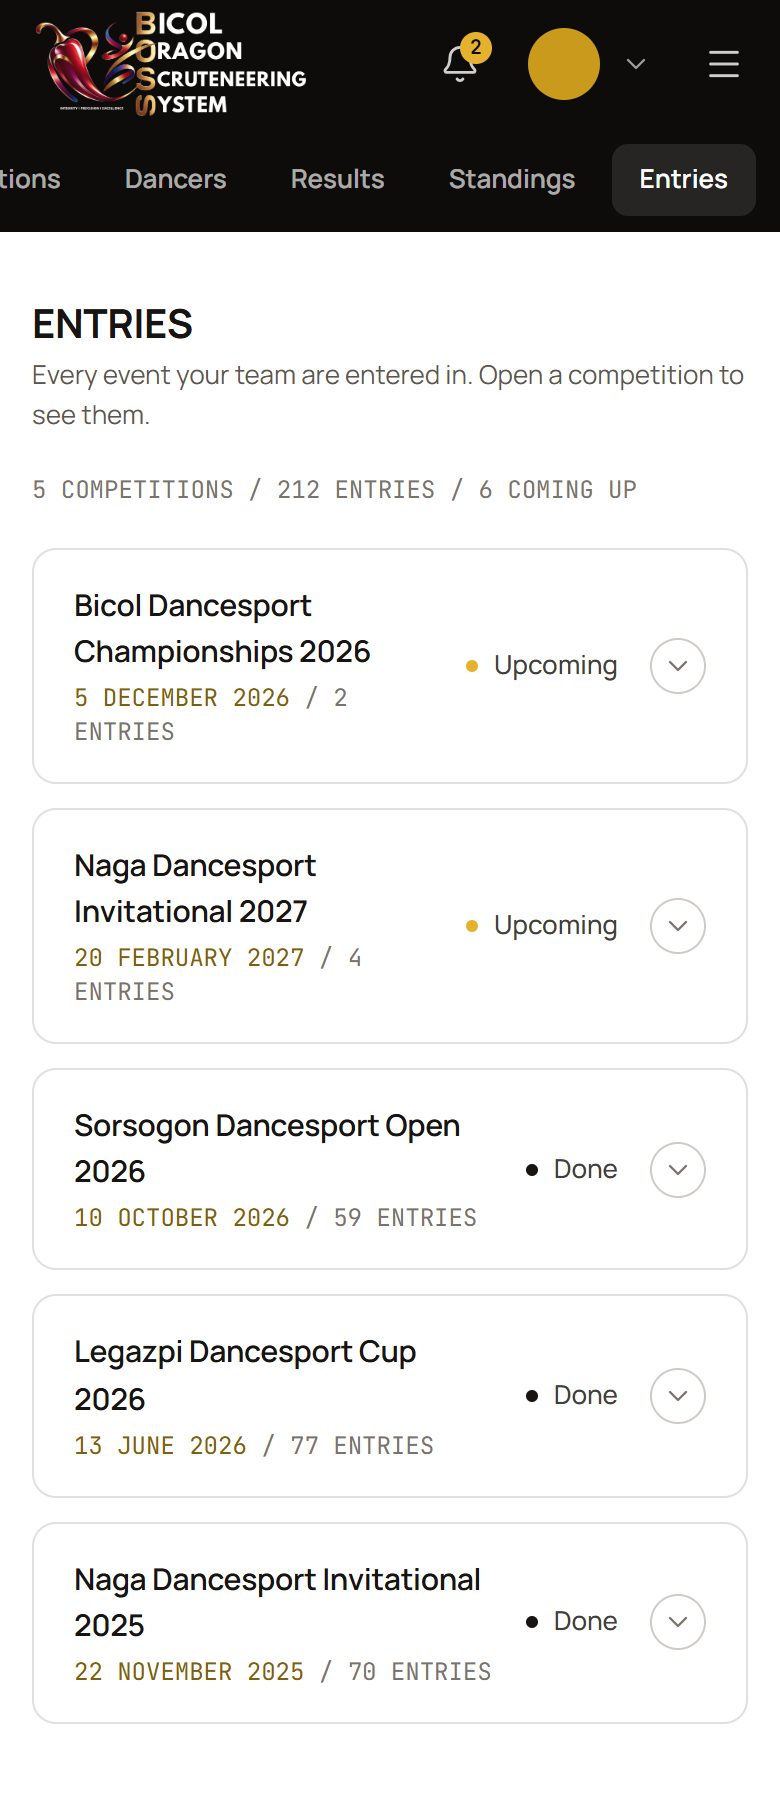 BICOL
ORAGON
SCRUTENEERING
SYSTEM
INTEGRITY • PRECISION • EXCELLENCE
2
tions
Dancers
Results
Standings
Entries
ENTRIES
Every event your team are entered in. Open a competition to
see them.
5 COMPETITIONS / 212 ENTRIES / 6 COMING UP
Bicol Dancesport
Championships 2026
5 DECEMBER 2026 / 2
ENTRIES
Upcoming
Naga Dancesport
Invitational 2027
20 FEBRUARY 2027 / 4
ENTRIES
Upcoming
Sorsogon Dancesport Open
2026
10 OCTOBER 2026 / 59 ENTRIES
Done
Legazpi Dancesport Cup
2026
13 JUNE 2026 / 77 ENTRIES
Done
Naga Dancesport Invitational
2025
22 NOVEMBER 2025 / 70 ENTRIES
Done